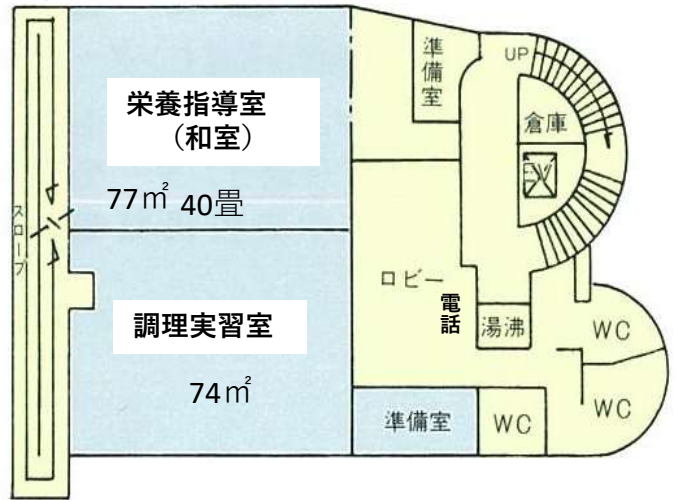 UP
準備室
栄養指導室
(和室)
倉庫
EV
77㎡ 40畳
スロープ
ロビー
電話
湯沸
WC
調理実習室
74㎡
準備室
WC
WC